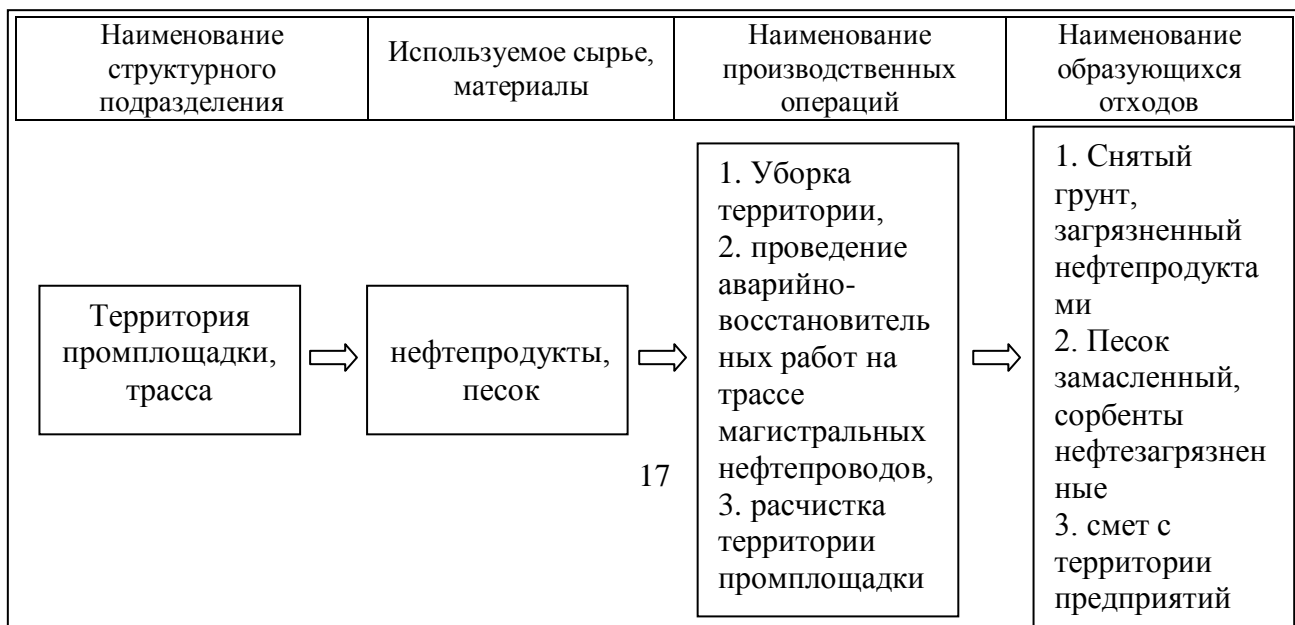 Наименование
структурного
подразделения
Используемое сырье,
материалы
Наименование
производственных
операций
Наименование
образующихся
отходов
Территория
промплощадки,
трасса
нефтепродукты,
песок
1. Уборка
территории,
2. проведение
аварийно-
восстановитель
ных работ на
трассе
магистральных
нефтепроводов,
3. расчистка
территории
промплощадки
1. Снятый
грунт,
загрязненный
нефтепродукта
ми
2. Песок
замасленный,
сорбенты
нефтезагрязнен
ные
3. смет с
территории
предприятий
17